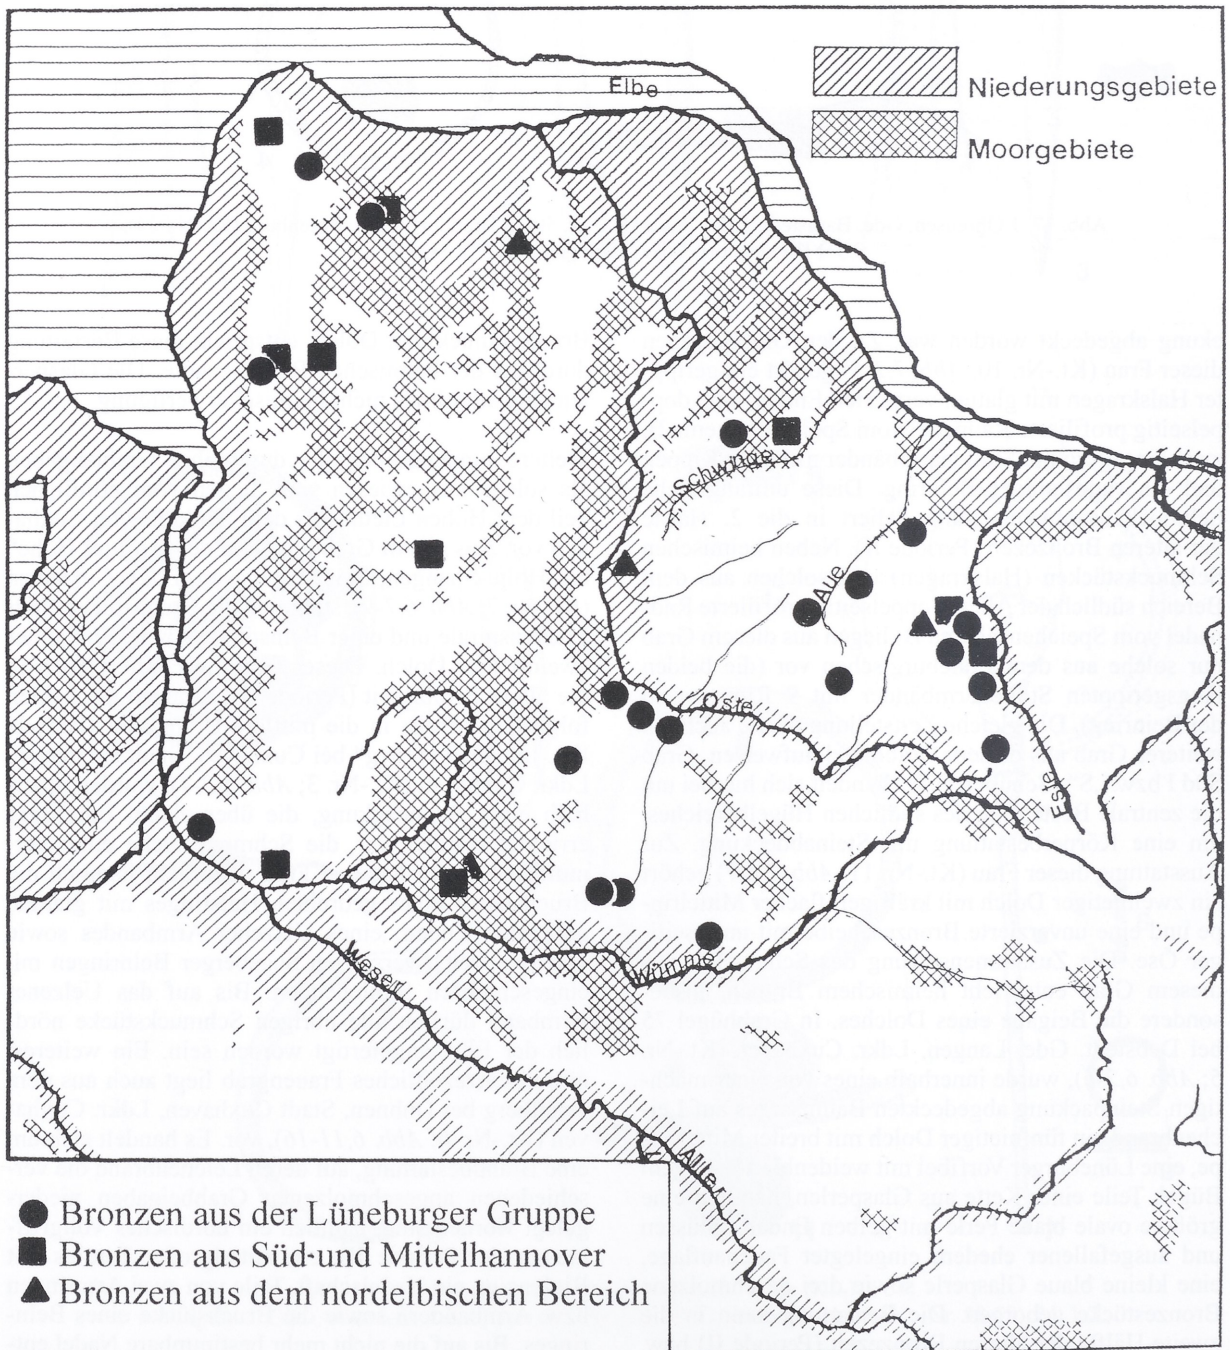 Elbe
Niederungsgebiete
Moorgebiete
Schwinge
Aue
Oste
Este
Wümme
Weser
Aller
Bronzen aus der Lüneburger Gruppe
Bronzen aus Süd-und Mittelhannover
Bronzen aus dem nordelbischen Bereich